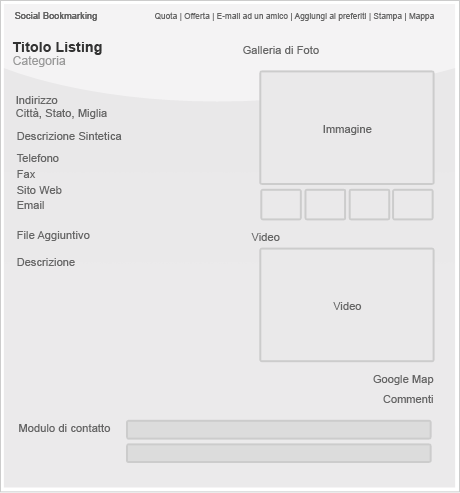 Social Bookmarking
Quota | Offerta | E-mail ad un amico | Aggiungi ai preferiti | Stampa | Mappa
Titolo Listing
Categoria
Galleria di Foto
Indirizzo
Città, Stato, Miglia
Immagine
Descrizione Sintetica
Telefono
Fax
Sito Web
Email
File Aggiuntivo
Video
Descrizione
Video
Google Map
Commenti
Modulo di contatto